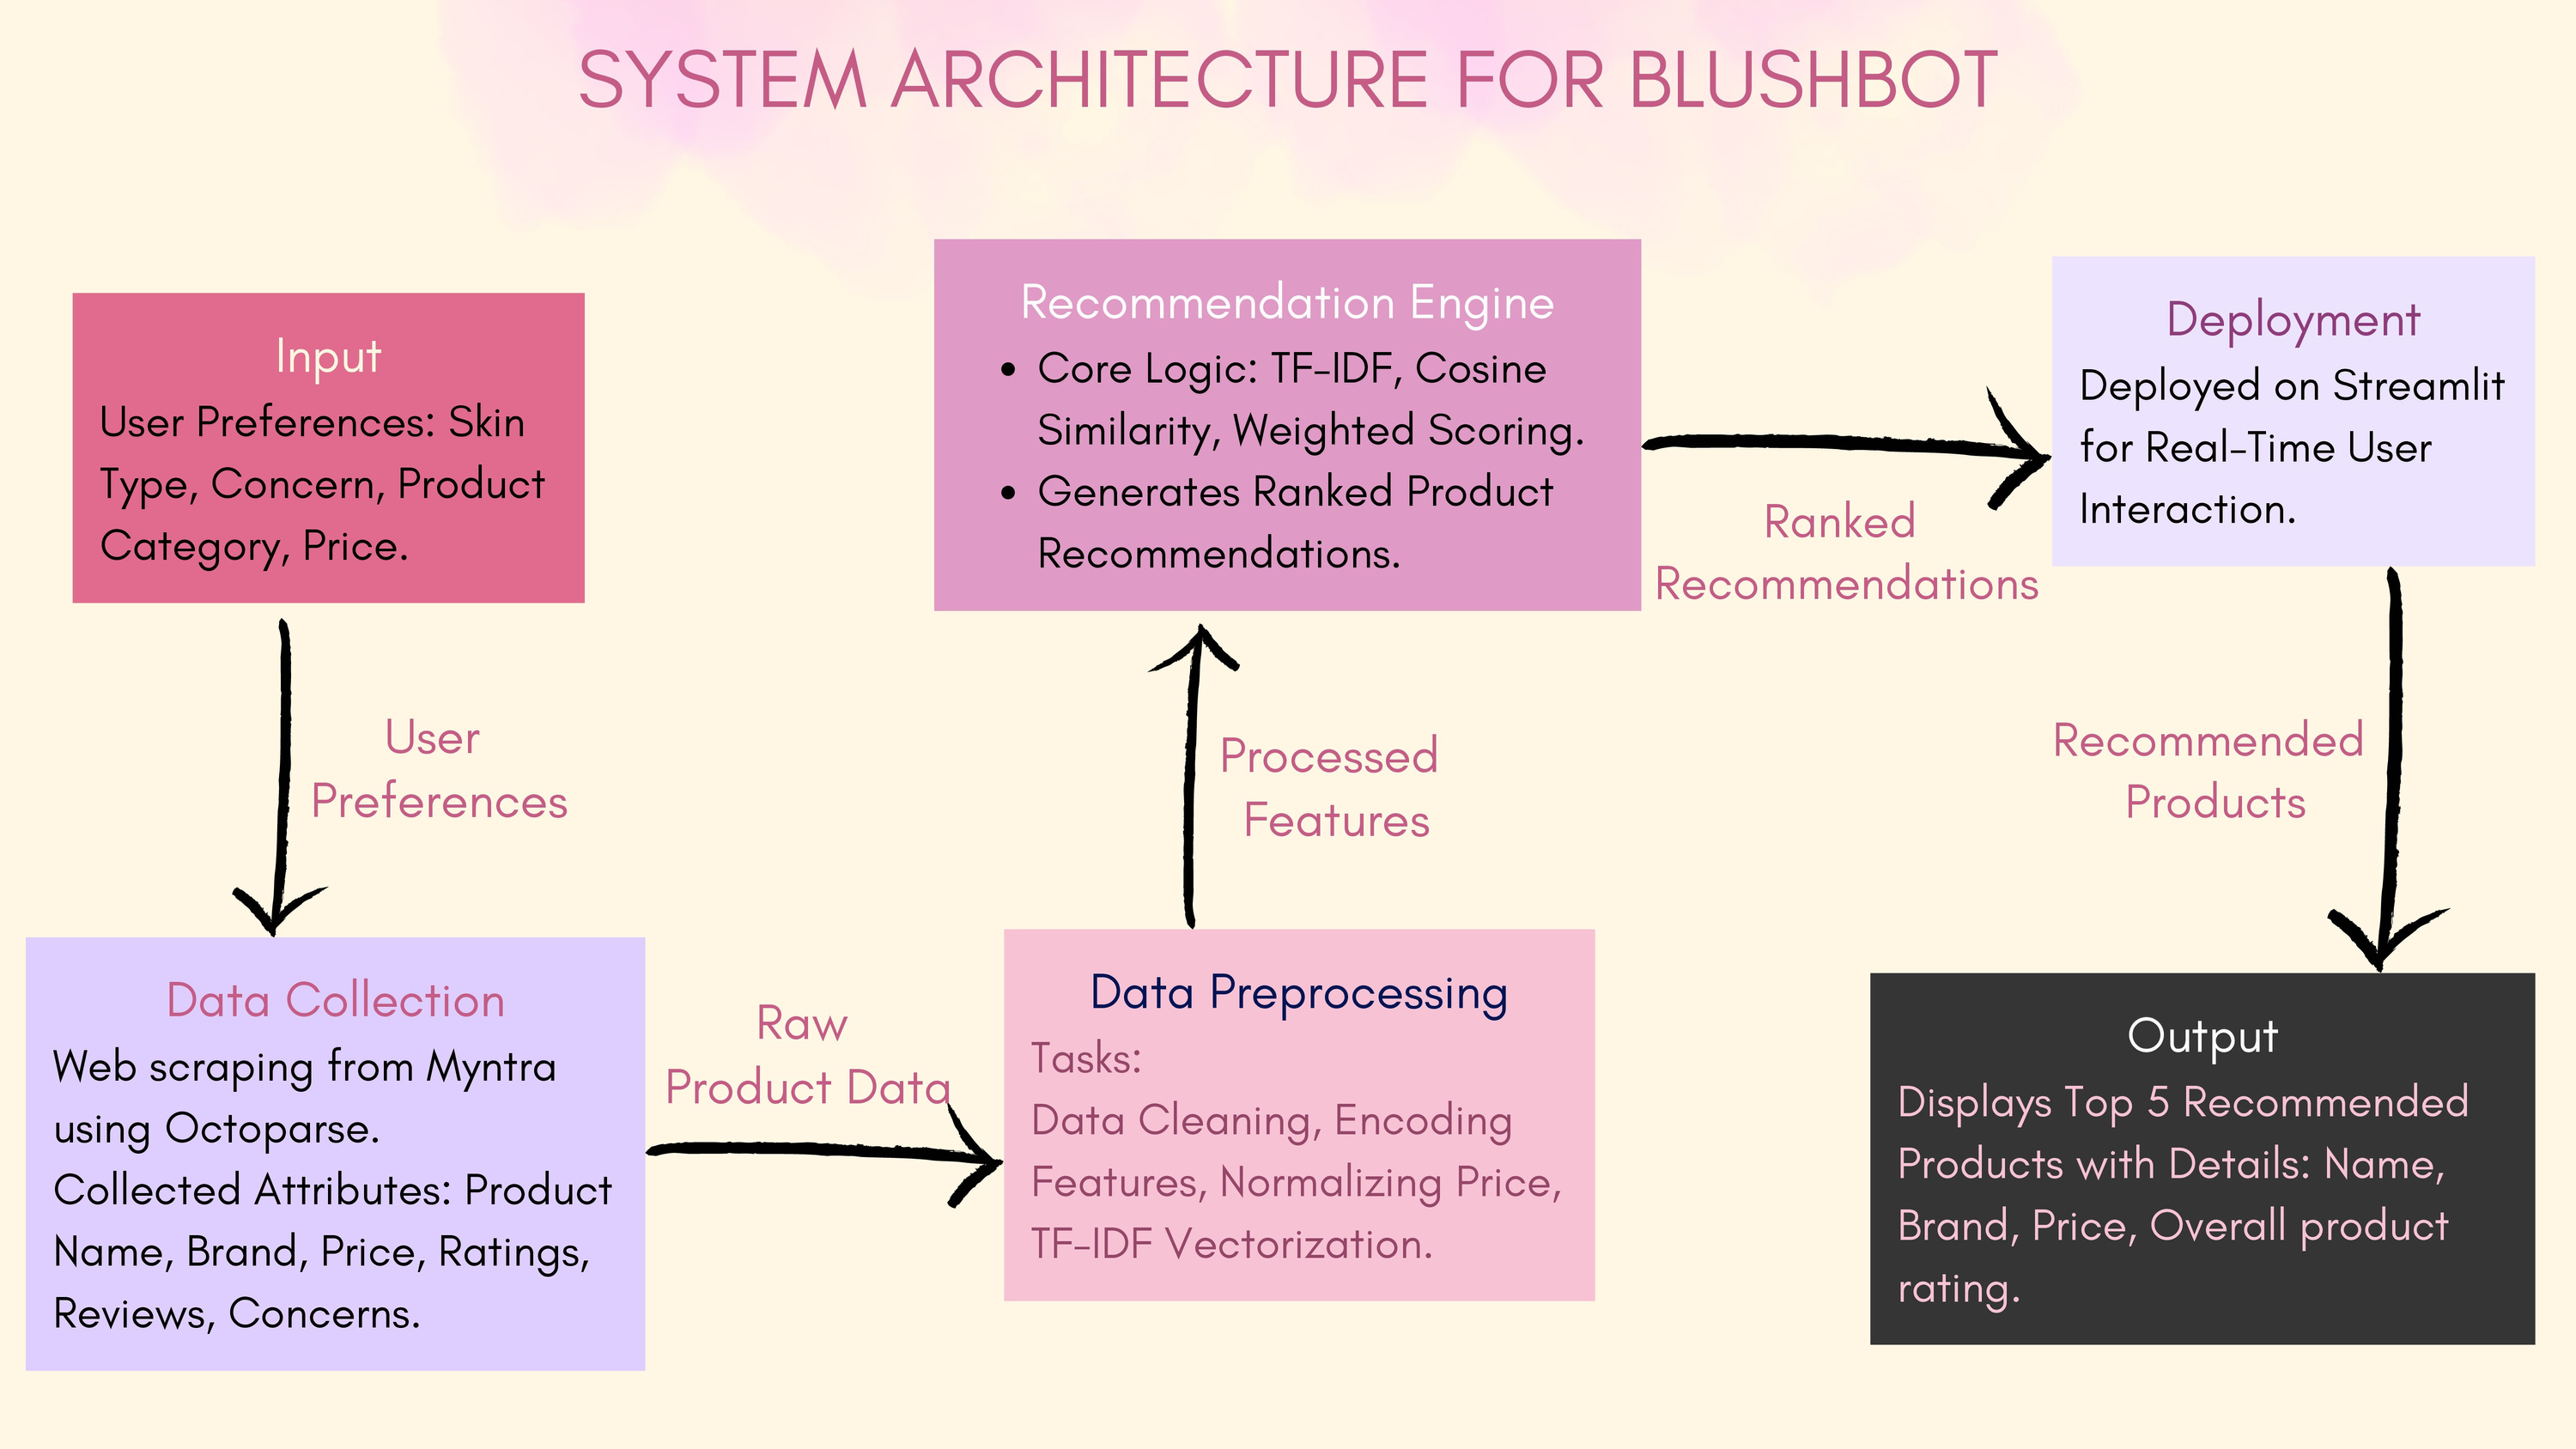 SYSTEM ARCHITECTURE FOR BLUSHBOT
Input
User Preferences: Skin
Type, Concern, Product
Category, Price.
User
Preferences
Data Collection
Web scraping from Myntra
using Octoparse.
Collected Attributes: Product
Name, Brand, Price, Ratings,
Reviews, Concerns.
Raw
Product Data
Data Preprocessing
Tasks:
Data Cleaning, Encoding
Features, Normalizing Price,
TF-IDF Vectorization.
Processed
Features
Recommendation Engine
• Core Logic: TF-IDF, Cosine
Similarity, Weighted Scoring.
• Generates Ranked Product
Recommendations.
Ranked
Recommendations
Deployment
Deployed on Streamlit
for Real-Time User
Interaction.
Recommended
Products
Output
Displays Top 5 Recommended
Products with Details: Name,
Brand, Price, Overall product
rating.